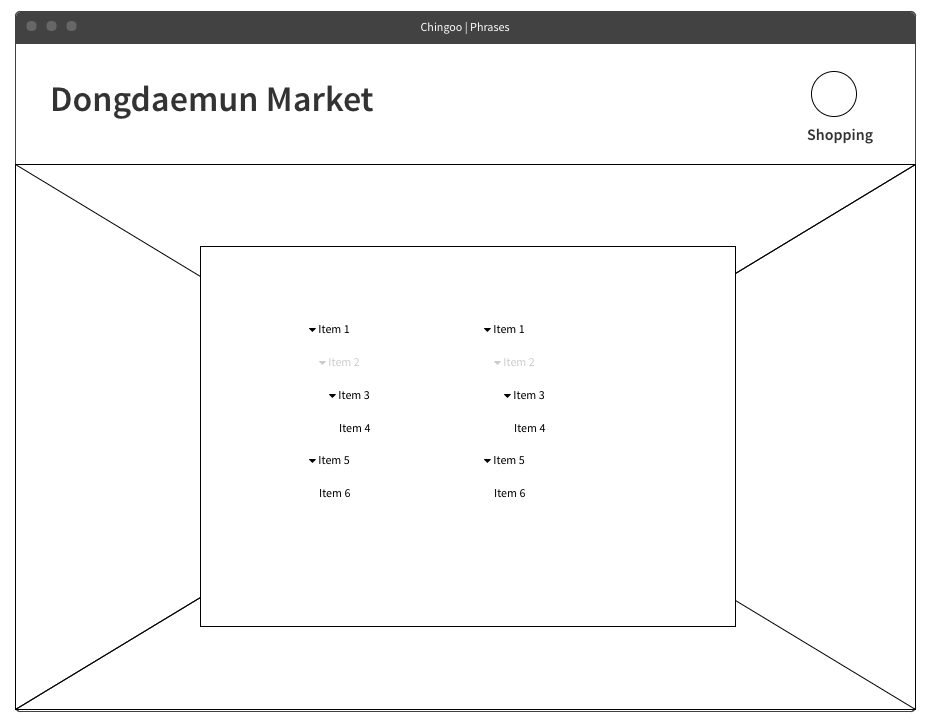 Chingoo | Phrases
Dongdaemun Market
Shopping
Item 1
Item 2
Item 3
Item 4
Item 5
Item 6
Item 1
Item 2
Item 3
Item 4
Item 5
Item 6